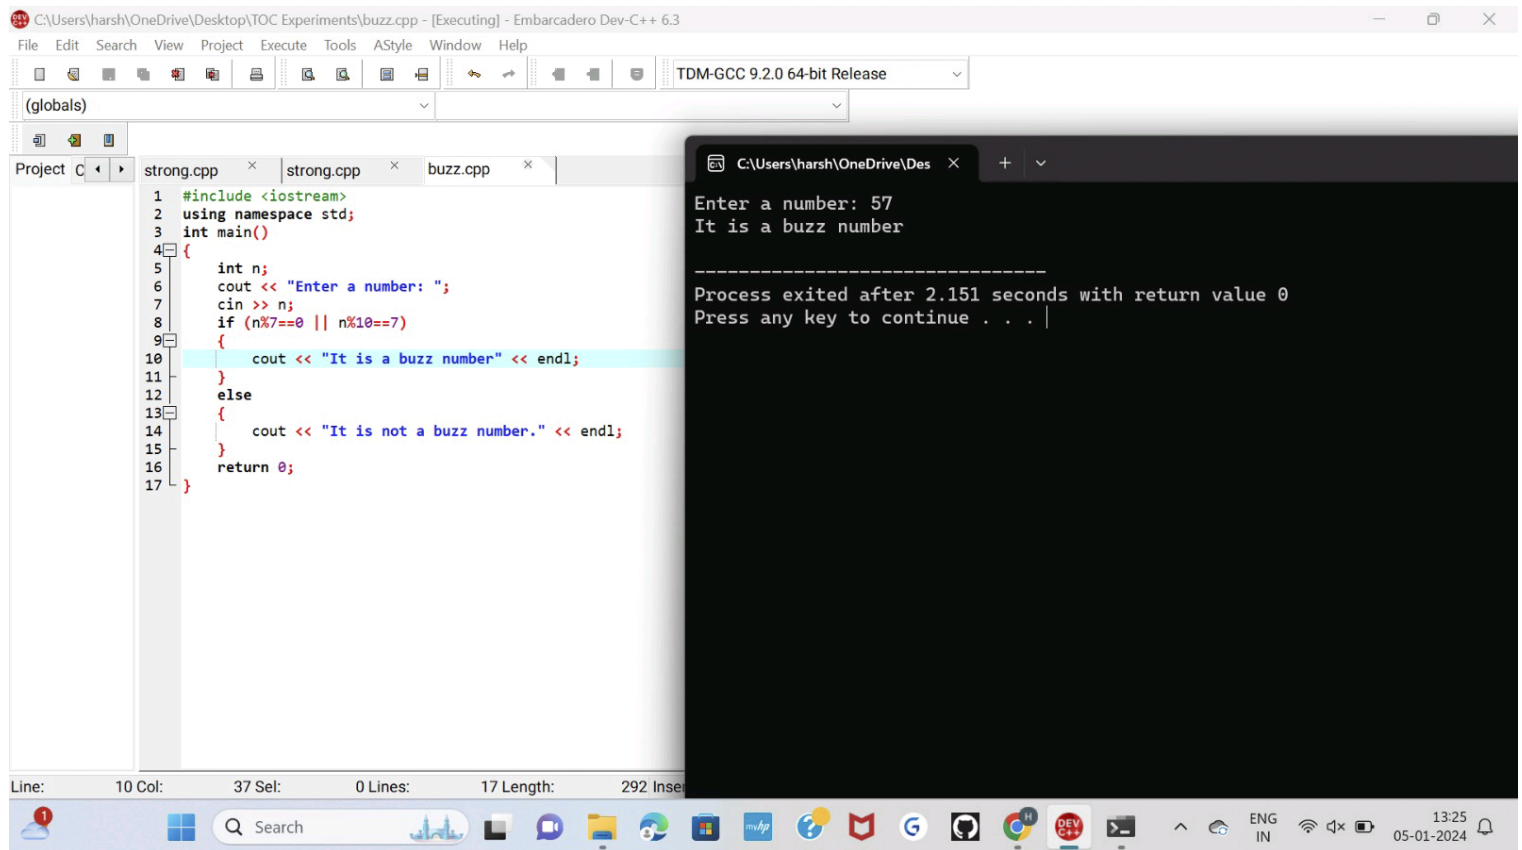 C:\Users\harsh\OneDrive\Desktop\TOC Experiments\buzz.cpp - [Executing] - Embarcadero Dev-C++ 6.3
File Edit Search View Project Execute Tools AStyle Window Help
TDM-GCC 9.2.0 64-bit Release
(globals)
Project C strong.cpp strong.cpp buzz.cpp
1 #include <iostream>
2 using namespace std;
3 int main()
4 {
5 int n;
6 cout << "Enter a number: ";
7 cin >> n;
8 if (n%7==0 || n%10==7)
9 {
10 cout << "It is a buzz number" << endl;
11 }
12 else
13 {
14 cout << "It is not a buzz number." << endl;
15 }
16 return 0;
17 }
C:\Users\harsh\OneDrive\Des
Enter a number: 57
It is a buzz number
--------------------------------
Process exited after 2.151 seconds with return value 0
Press any key to continue . . .
Line: 10 Col: 37 Sel: 0 Lines: 17 Length: 292 Inser
1
Search
myhp
G
H
DEV C++
ENG
IN
13:25
05-01-2024